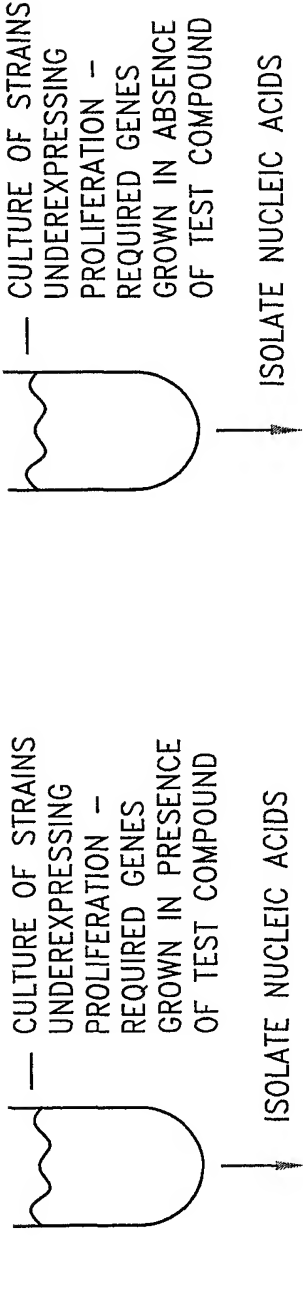 — CULTURE OF STRAINS
UNDEREXPRESSING
PROLIFERATION –
REQUIRED GENES
GROWN IN PRESENCE
OF TEST COMPOUND
ISOLATE NUCLEIC ACIDS
— CULTURE OF STRAINS
UNDEREXPRESSING
PROLIFERATION –
REQUIRED GENES
GROWN IN ABSENCE
OF TEST COMPOUND
ISOLATE NUCLEIC ACIDS